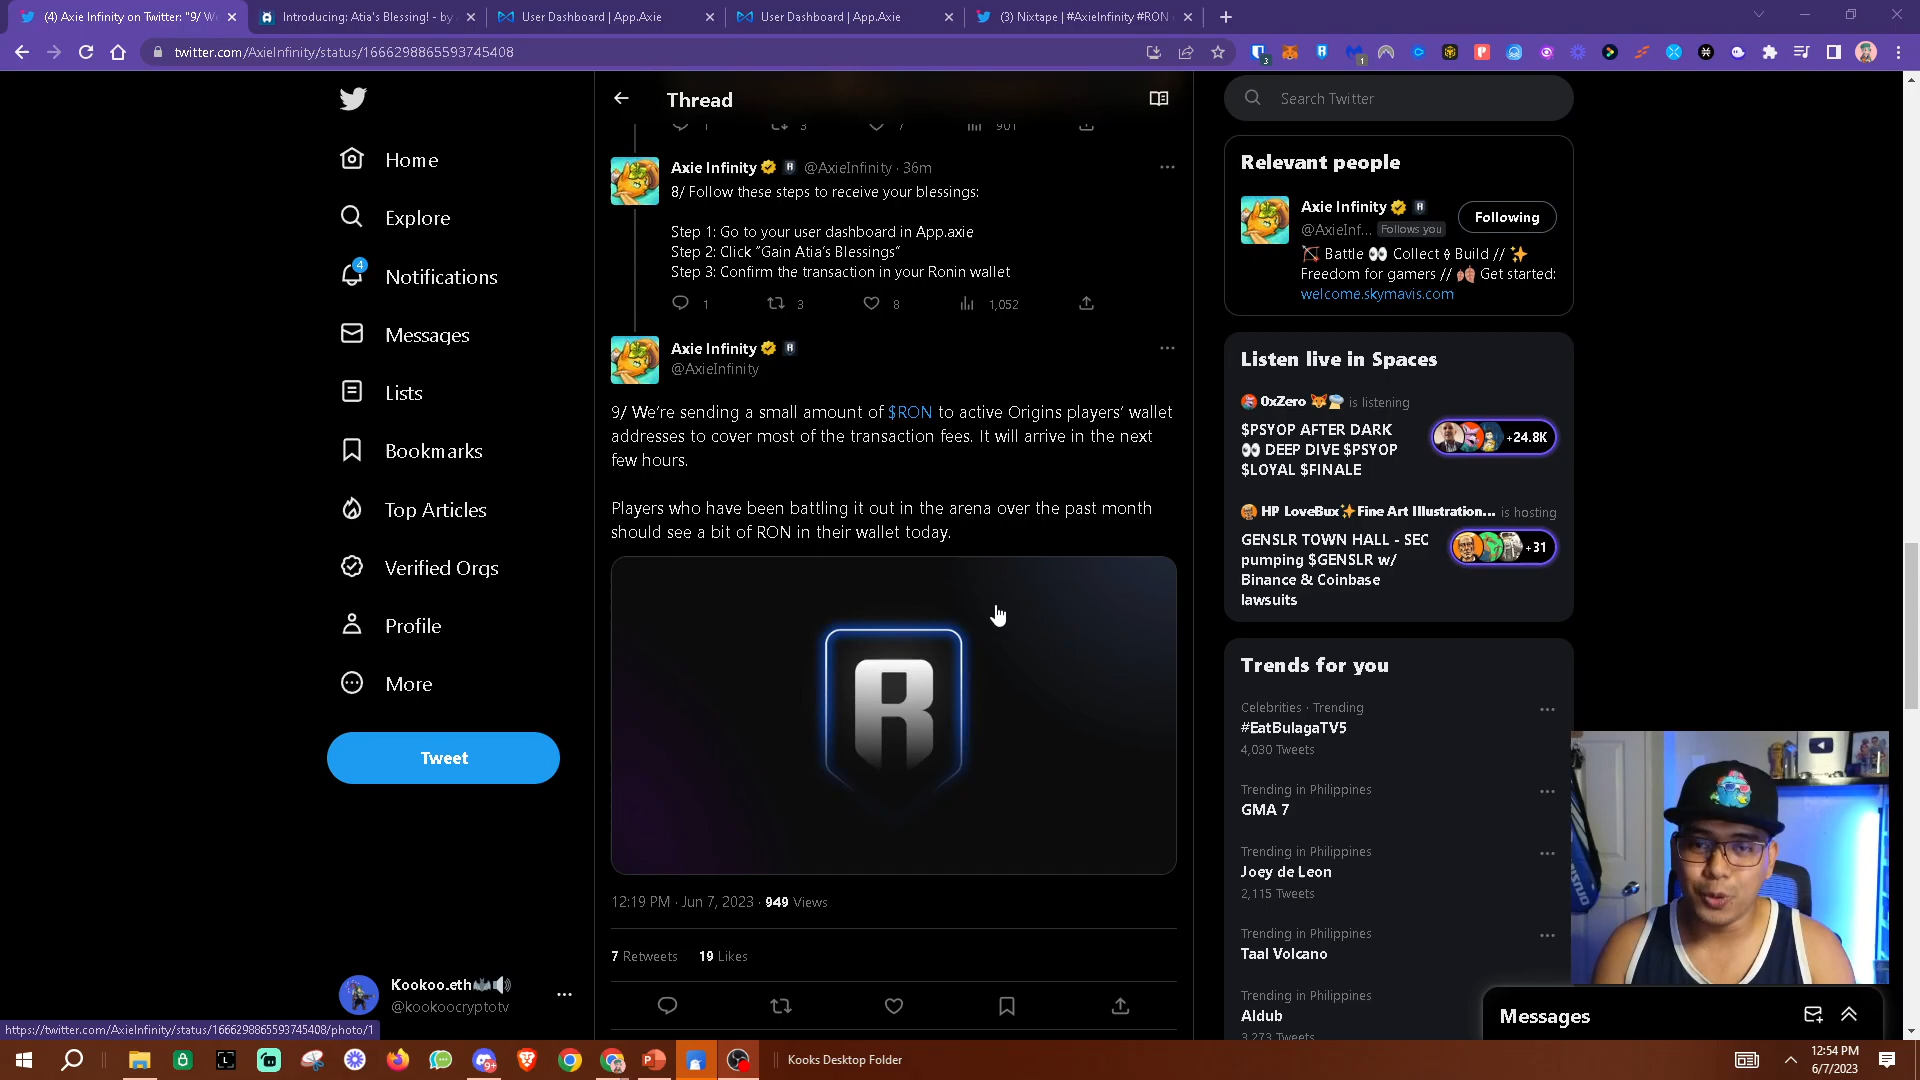 (4) Axie Infinity on Twitter: "9/ We
Introducing: Atia's Blessing! - by
User Dashboard | App.Axie
User Dashboard | App.Axie
(3) Nixtape | #AxieInfinity #RON
twitter.com/AxieInfinity/status/1666298865593745408
Home
Explore
4
Notifications
Messages
Lists
Bookmarks
Top Articles
Verified Orgs
Profile
More
Tweet
Kookoo.eth
@kookoocryptotv
Thread
1 3 7 901
Axie Infinity @AxieInfinity · 36m
8/ Follow these steps to receive your blessings:
Step 1: Go to your user dashboard in App.axie
Step 2: Click "Gain Atia's Blessings"
Step 3: Confirm the transaction in your Ronin wallet
1 3 8 1,052
Axie Infinity
@AxieInfinity
9/ We're sending a small amount of $RON to active Origins players' wallet
addresses to cover most of the transaction fees. It will arrive in the next
few hours.
Players who have been battling it out in the arena over the past month
should see a bit of RON in their wallet today.
R
12:19 PM · Jun 7, 2023 · 949 Views
7 Retweets 19 Likes
Search Twitter
Relevant people
Axie Infinity
@AxieInf... Follows you
Following
Battle Collect Build //
Freedom for gamers // Get started:
welcome.skymavis.com
Listen live in Spaces
0xZero is listening
$PSYOP AFTER DARK
DEEP DIVE $PSYOP
$LOYAL $FINALE
+24.8K
HP LoveBux Fine Art Illustration... is hosting
GENSLR TOWN HALL - SEC
pumping $GENSLR w/
Binance & Coinbase
lawsuits
+31
Trends for you
Celebrities · Trending
#EatBulagaTV5
4,030 Tweets
Trending in Philippines
GMA 7
Trending in Philippines
Joey de Leon
2,115 Tweets
Trending in Philippines
Taal Volcano
Trending in Philippines
Aldub
3,273 Tweets
Messages
https://twitter.com/AxieInfinity/status/1666298865593745408/photo/1
Kooks Desktop Folder
12:54 PM
6/7/2023